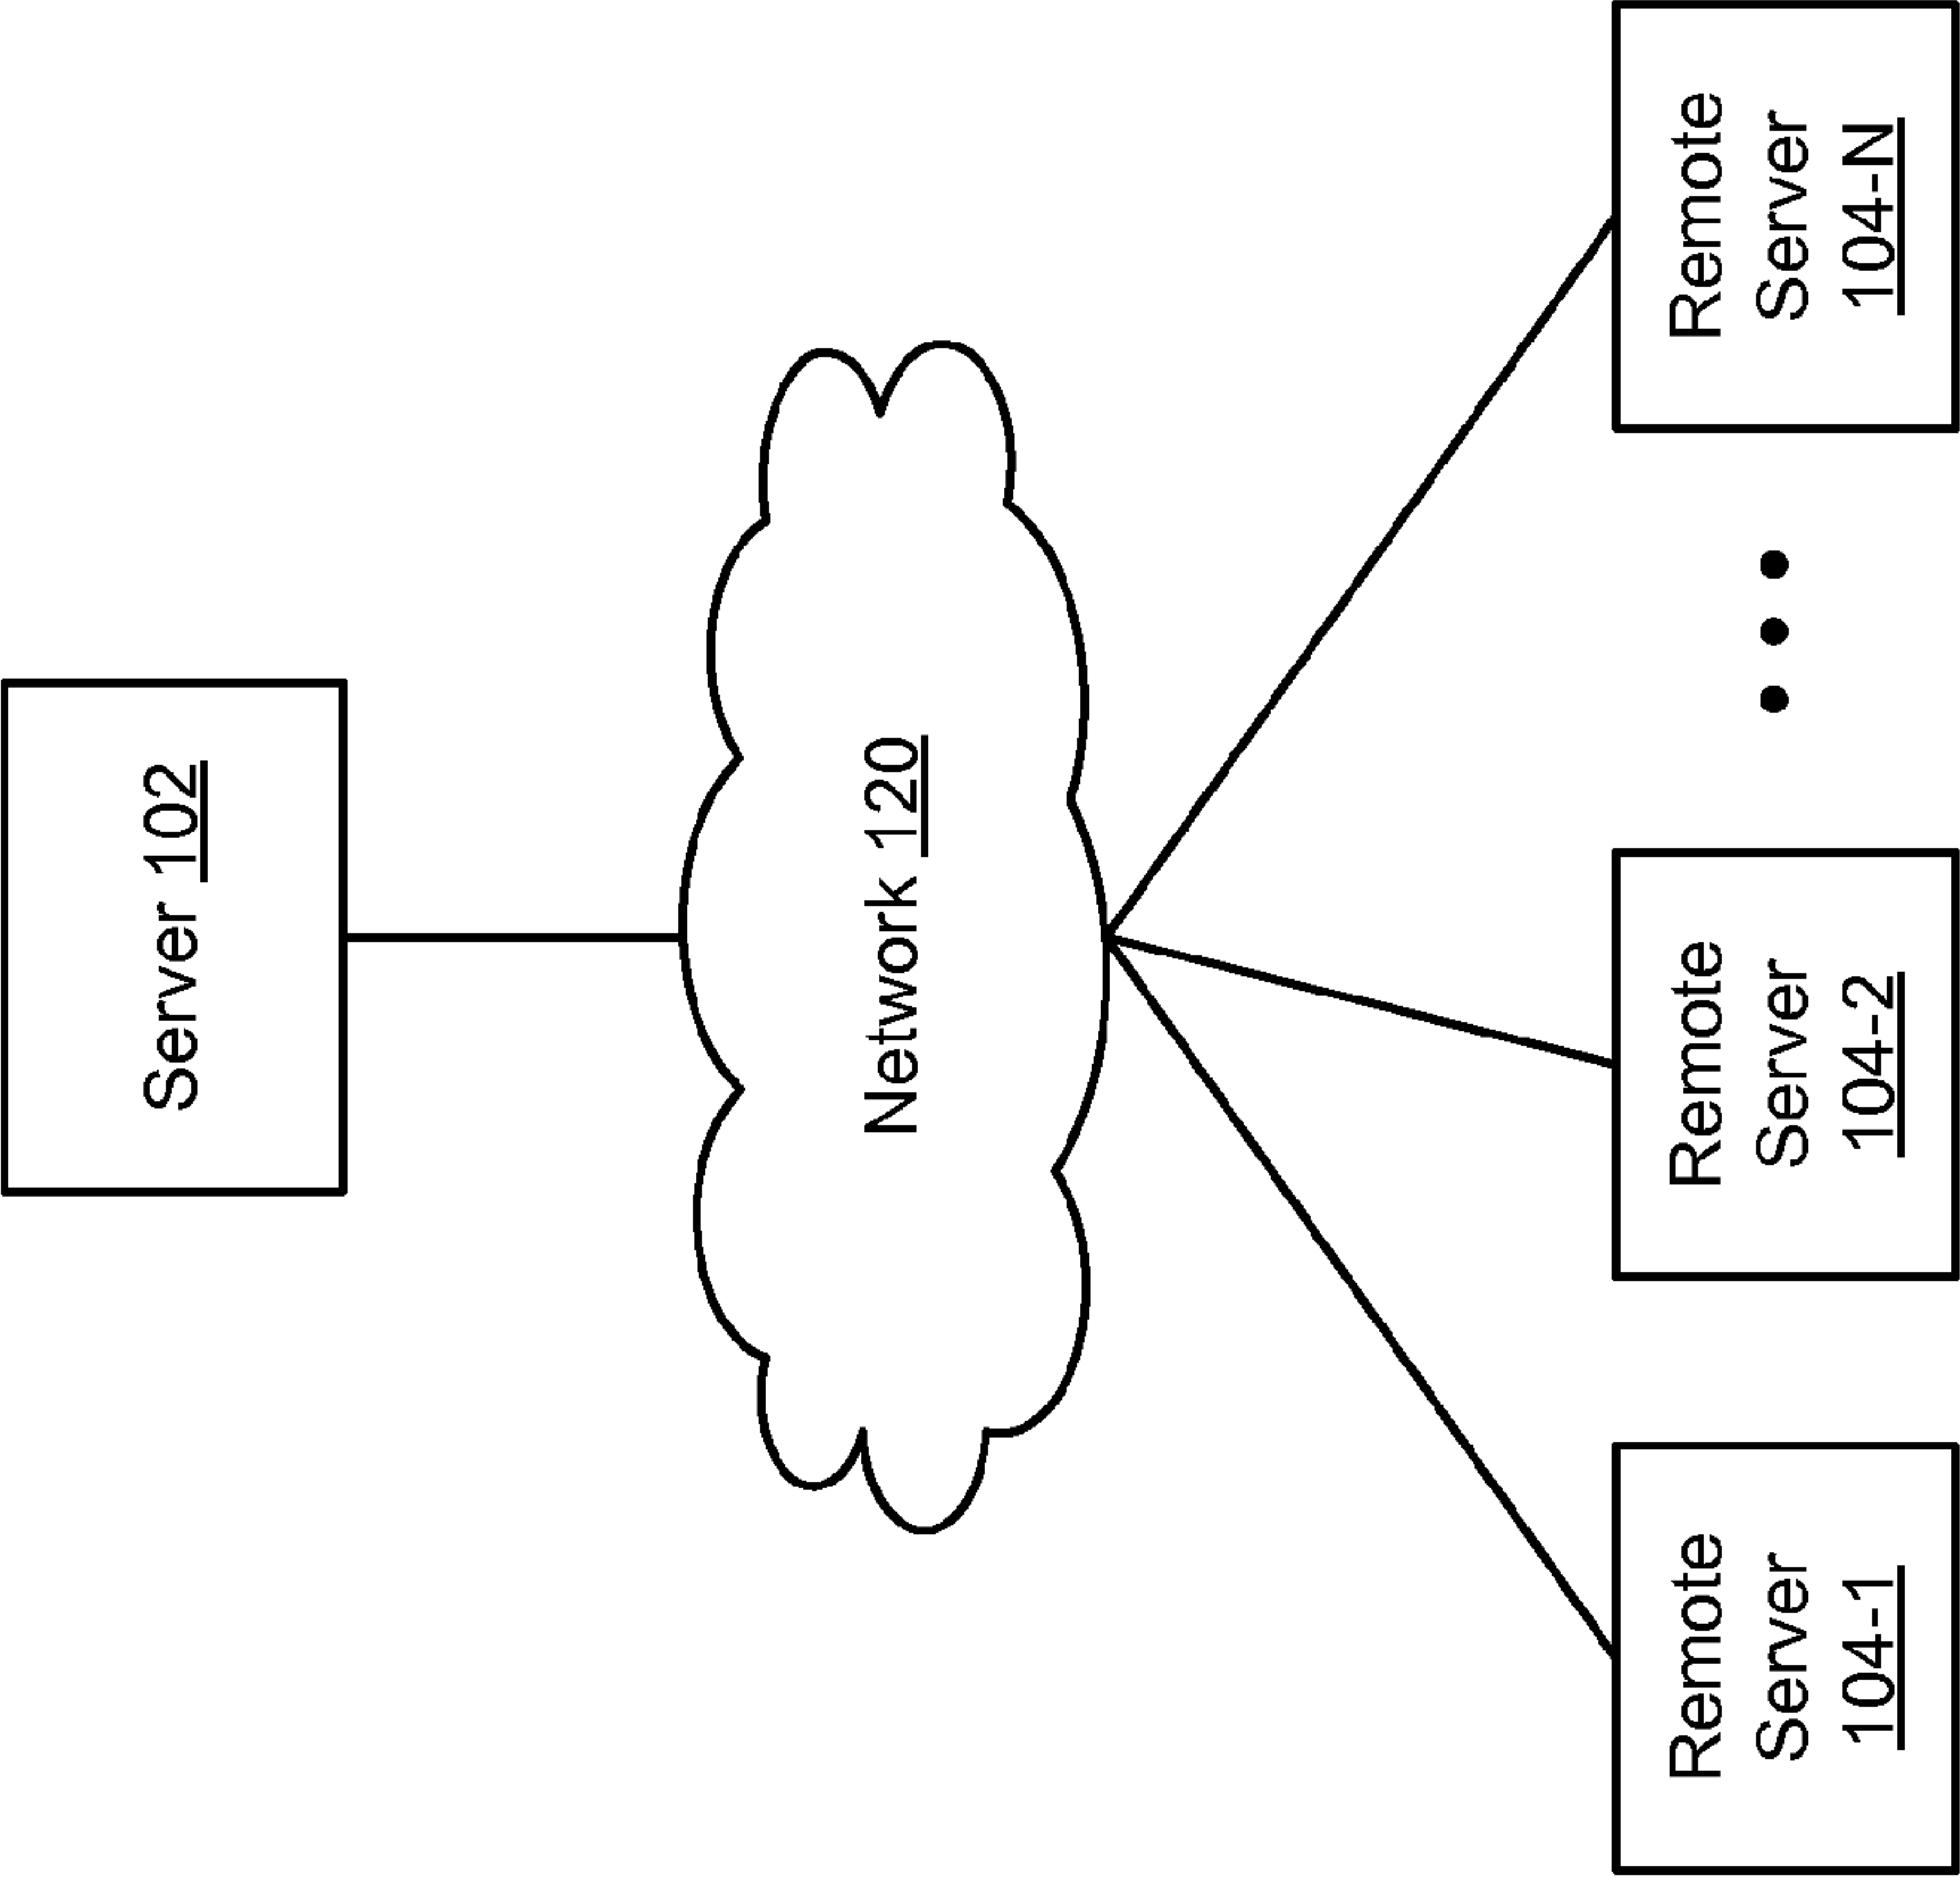 Server 102
Network 120
Remote
Server
104-1
Remote
Server
104-2
Remote
Server
104-N